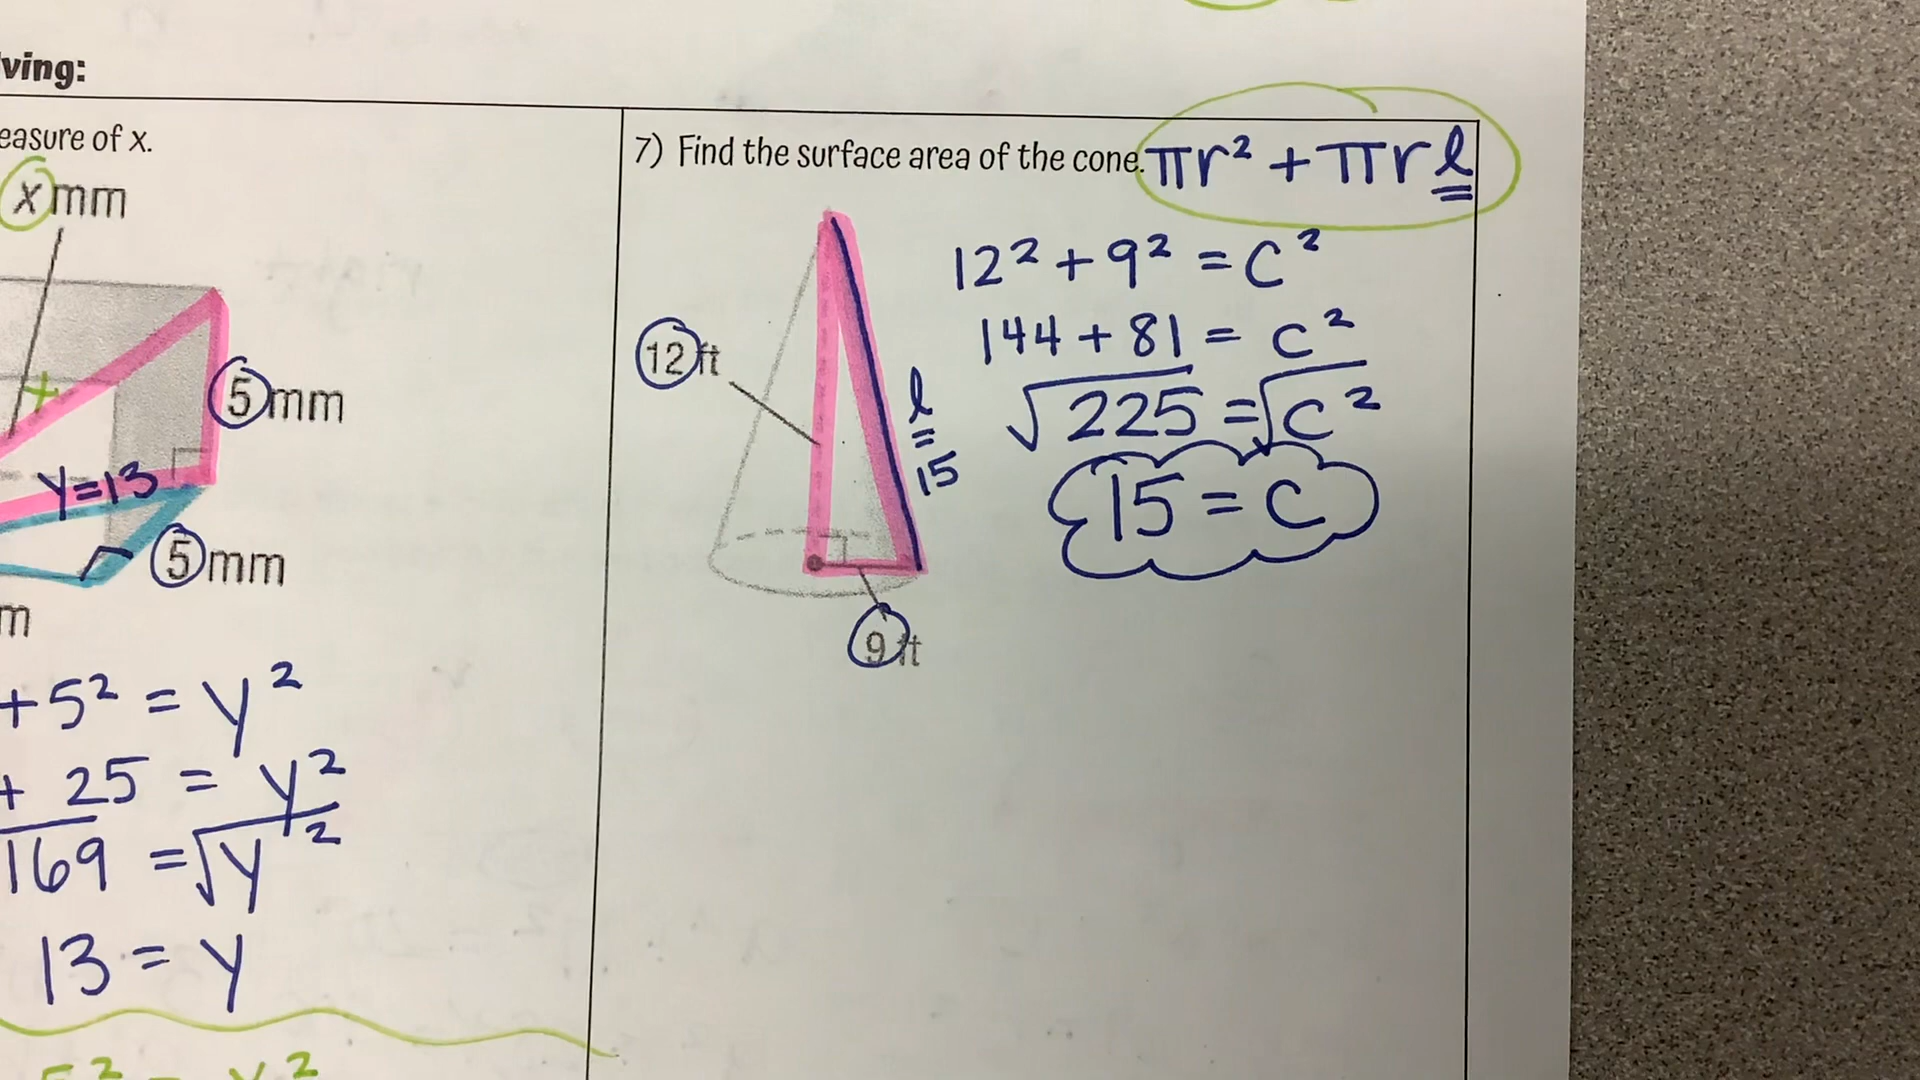 ving:
easure of x.
x mm
5 mm
y=13
5 mm
m
+ 5² = y²
+ 25 = y²
169 = √y²
13 = y
7) Find the surface area of the cone. πr² + πrl
12 ft
9 ft
l = 15
12² + 9² = c²
144 + 81 = c²
√225 = √c²
15 = c